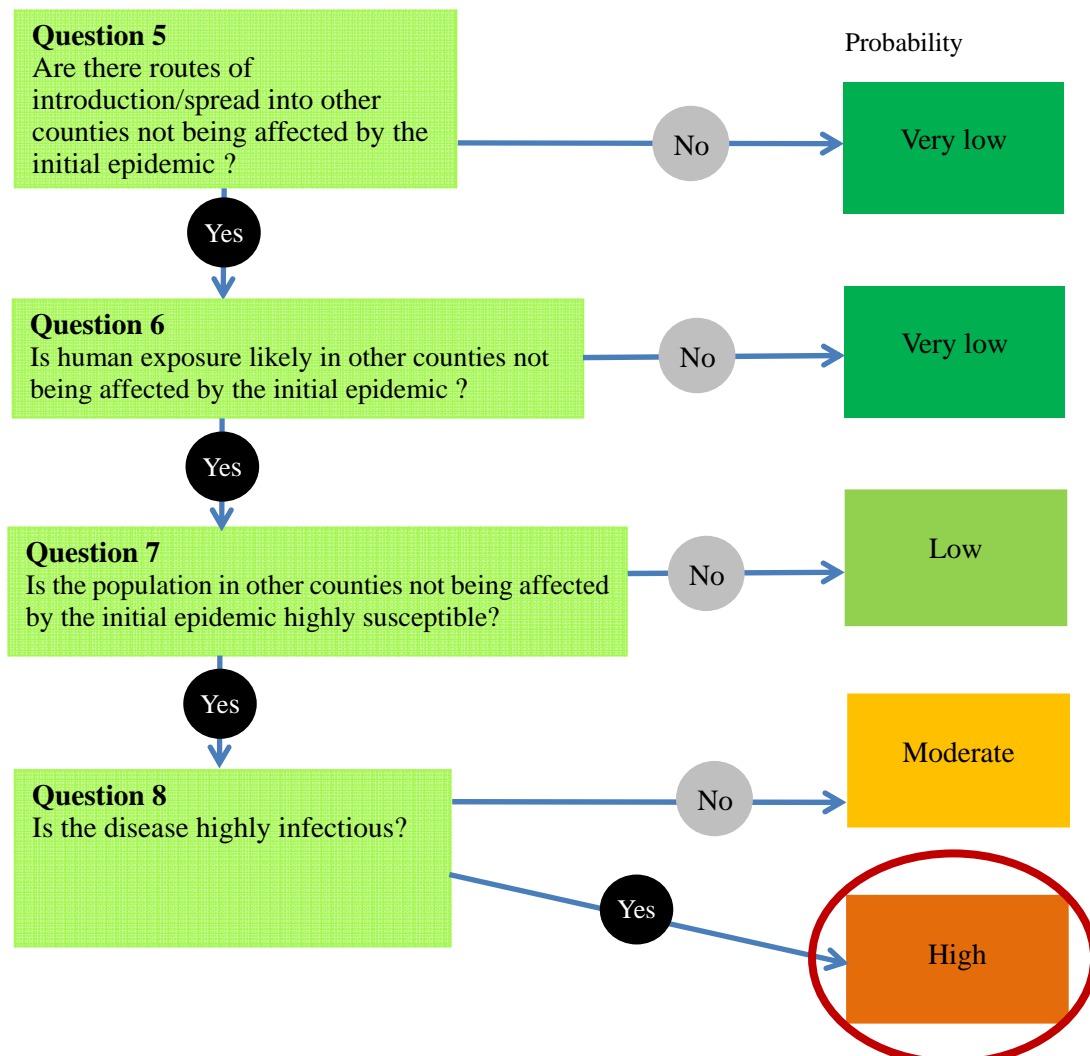 Question 5
Are there routes of
introduction/spread into other
counties not being affected by the
initial epidemic ?
Probability
No
Very low
Yes
Question 6
Is human exposure likely in other counties not
being affected by the initial epidemic ?
No
Very low
Yes
Question 7
Is the population in other counties not being affected
by the initial epidemic highly susceptible?
No
Low
Yes
Question 8
Is the disease highly infectious?
No
Moderate
Yes
High